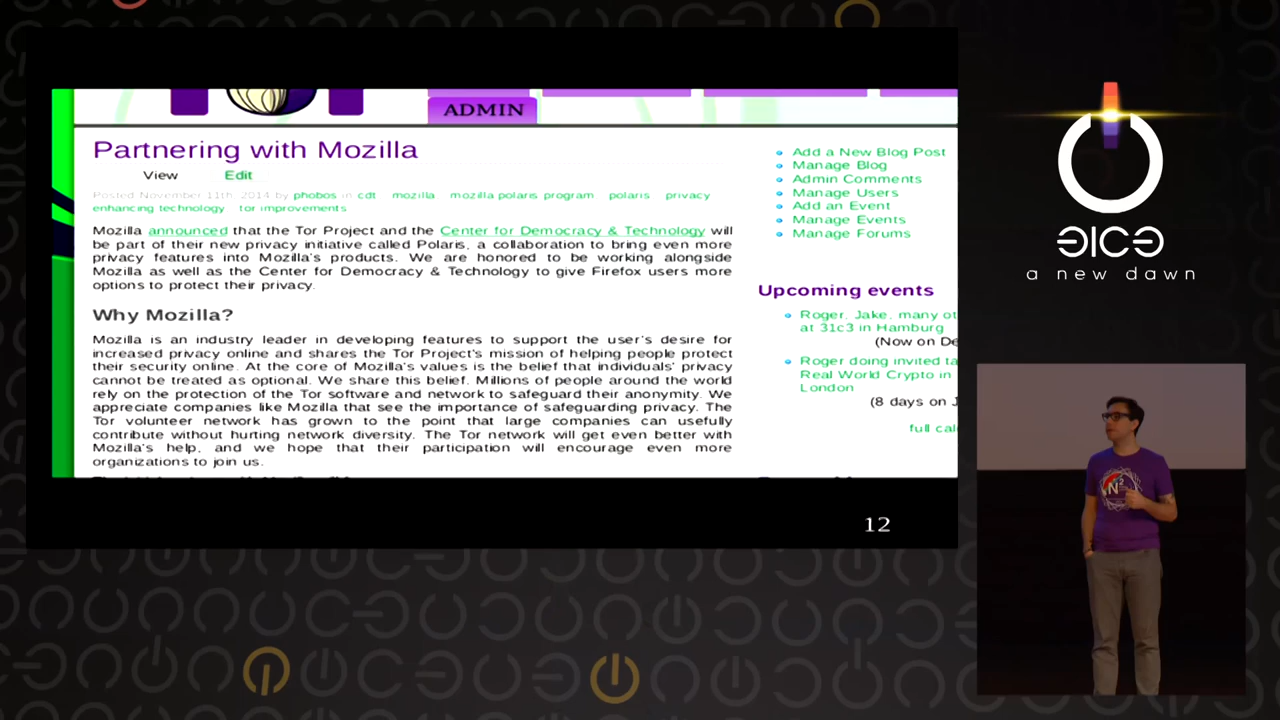 ADMIN
Partnering with Mozilla
View Edit
Posted November 11th, 2014 by phobos in cdt mozilla mozilla polaris program polaris privacy
enhancing technology tor improvements
Mozilla announced that the Tor Project and the Center for Democracy & Technology will
be part of their new privacy initiative called Polaris, a collaboration to bring even more
privacy features into Mozilla's products. We are honored to be working alongside
Mozilla as well as the Center for Democracy & Technology to give Firefox users more
options to protect their privacy.
Why Mozilla?
Mozilla is an industry leader in developing features to support the user's desire for
increased privacy online and shares the Tor Project's mission of helping people protect
their security online. At the core of Mozilla's values is the belief that individuals' privacy
cannot be treated as optional. We share this belief. Millions of people around the world
rely on the protection of the Tor software and network to safeguard their anonymity. We
appreciate companies like Mozilla that see the importance of safeguarding privacy. The
Tor volunteer network has grown to the point that large companies can usefully
contribute without hurting network diversity. The Tor network will get even better with
Mozilla's help, and we hope that their participation will encourage even more
organizations to join us.
Add a New Blog Post
Manage Blog
Admin Comments
Manage Users
Add an Event
Manage Events
Manage Forums
Upcoming events
Roger, Jake, many ot
at 31c3 in Hamburg
(Now on De
Roger doing invited ta
Real World Crypto in
London
(8 days on J
full cal
12
a new dawn
N²